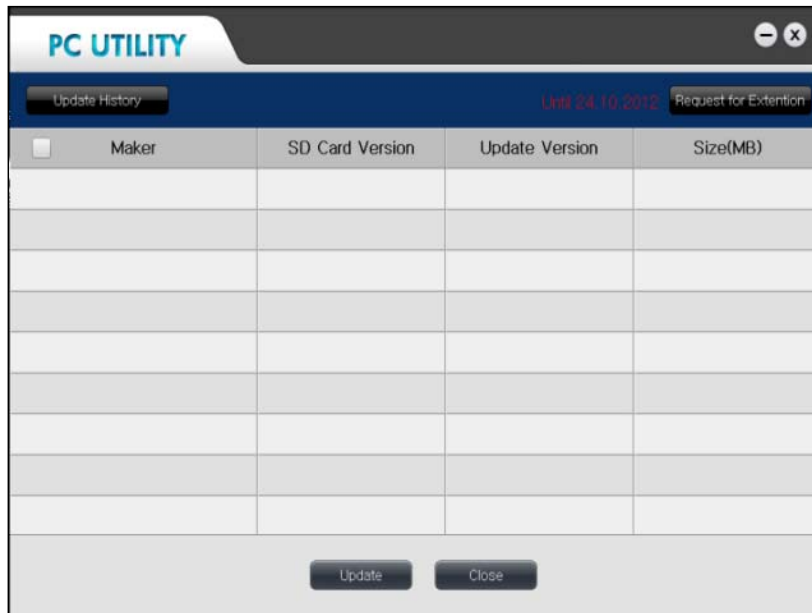 PC UTILITY
Update History
Until 24.10.2012
Request for Extention
Maker SD Card Version Update Version Size(MB)
Update Close